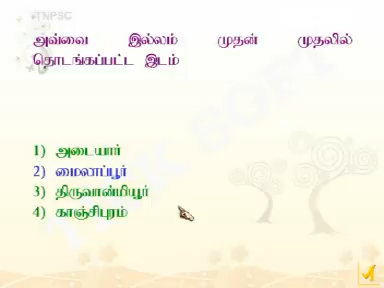 TNPSC
அவ்வை இல்லம் முதன் முதலில்
தொடங்கப்பட்ட இடம்
1) அடையார்
2) மைலாப்பூர்
3) திருவான்மியூர்
4) காஞ்சிபுரம்